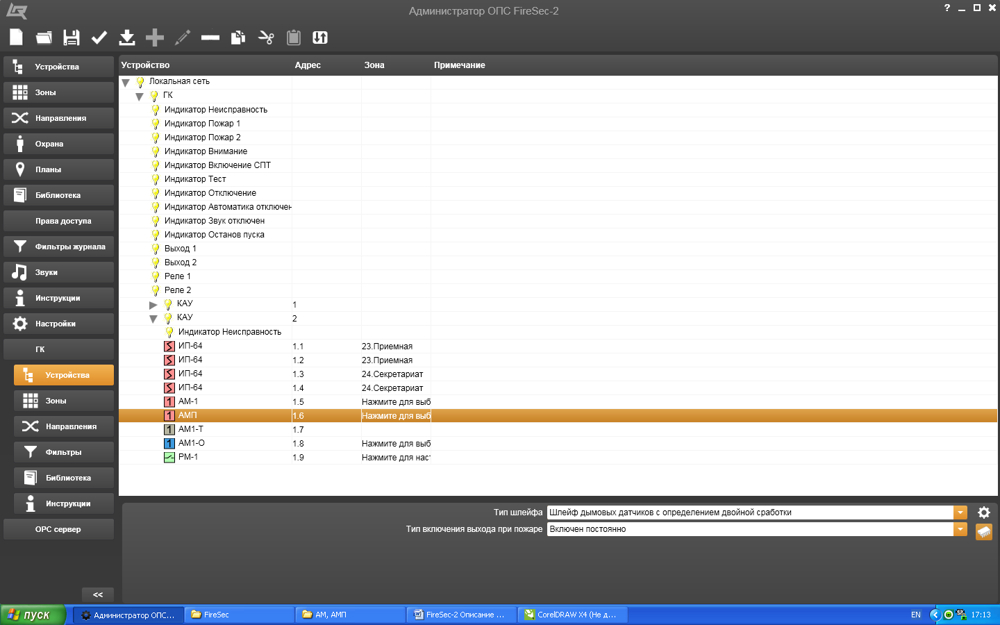 Администратор ОПС FireSec-2
?
Устройства
Зоны
Направления
Охрана
Планы
Библиотека
Права доступа
Фильтры журнала
Звуки
Инструкции
Настройки
ГК
Устройства
Зоны
Направления
Фильтры
Библиотека
Инструкции
OPC сервер
<<
Устройство Адрес Зона Примечание
Локальная сеть
ГК
Индикатор Неисправность
Индикатор Пожар 1
Индикатор Пожар 2
Индикатор Внимание
Индикатор Включение СПТ
Индикатор Тест
Индикатор Отключение
Индикатор Автоматика отключен
Индикатор Звук отключен
Индикатор Останов пуска
Выход 1
Выход 2
Реле 1
Реле 2
КАУ 1
КАУ 2
Индикатор Неисправность
ИП-64 1.1 23.Приемная
ИП-64 1.2 23.Приемная
ИП-64 1.3 24.Секретариат
ИП-64 1.4 24.Секретариат
1 АМ-1 1.5 Нажмите для выб
1 АМП 1.6 Нажмите для выб
1 АМ1-Т 1.7
1 АМ1-О 1.8 Нажмите для выб
РМ-1 1.9 Нажмите для нас
Тип шлейфа Шлейф дымовых датчиков с определением двойной сработки
Тип включения выхода при пожаре Включен постоянно
пуск Администратор ОПС... FireSec АМ, АМП FireSec-2 Описание ... CorelDRAW X4 (Не д... EN 17:13